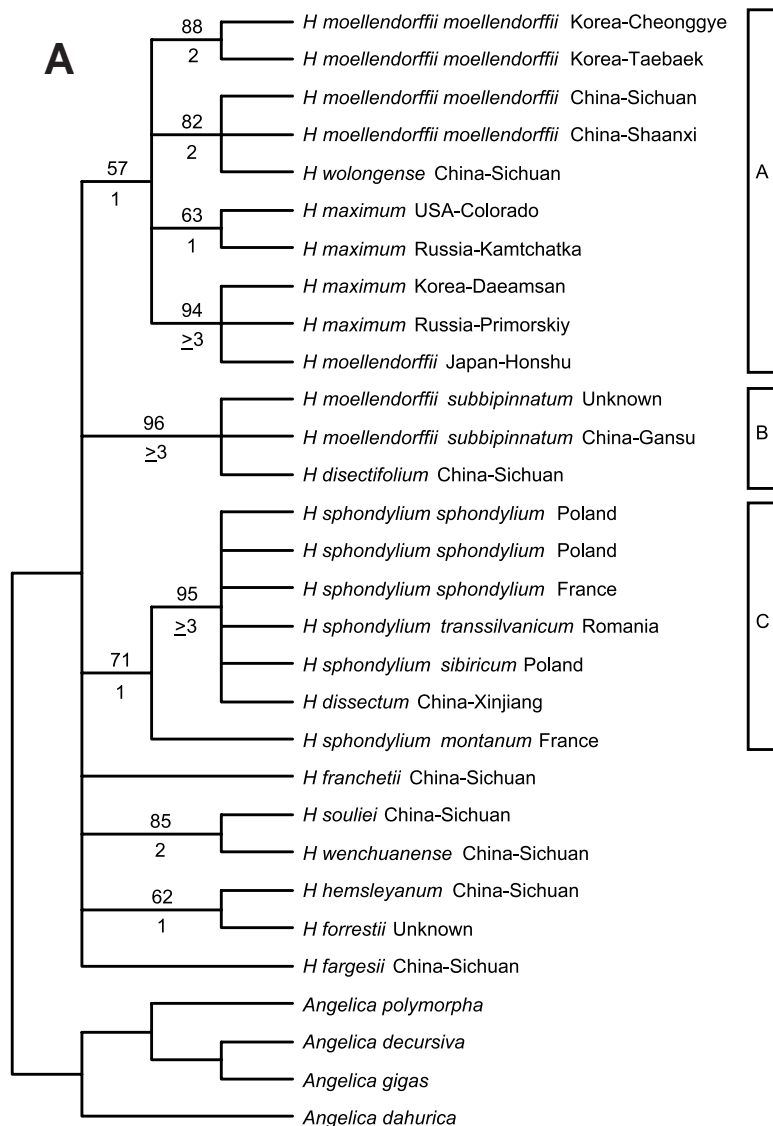 A
88
2
H moellendorffii moellendorffii Korea-Cheonggye
H moellendorffii moellendorffii Korea-Taebaek
82
2
H moellendorffii moellendorffii China-Sichuan
H moellendorffii moellendorffii China-Shaanxi
H wolongense China-Sichuan
57
1
63
1
H maximum USA-Colorado
H maximum Russia-Kamtchatka
94
≥3
H maximum Korea-Daeamsan
H maximum Russia-Primorskiy
H moellendorffii Japan-Honshu
A
96
≥3
H moellendorffii subbipinnatum Unknown
H moellendorffii subbipinnatum China-Gansu
H disectifolium China-Sichuan
B
71
1
95
≥3
H sphondylium sphondylium Poland
H sphondylium sphondylium Poland
H sphondylium sphondylium France
H sphondylium transsilvanicum Romania
H sphondylium sibiricum Poland
H dissectum China-Xinjiang
H sphondylium montanum France
C
H franchetii China-Sichuan
85
2
H souliei China-Sichuan
H wenchuanense China-Sichuan
62
1
H hemsleyanum China-Sichuan
H forrestii Unknown
H fargesii China-Sichuan
Angelica polymorpha
Angelica decursiva
Angelica gigas
Angelica dahurica